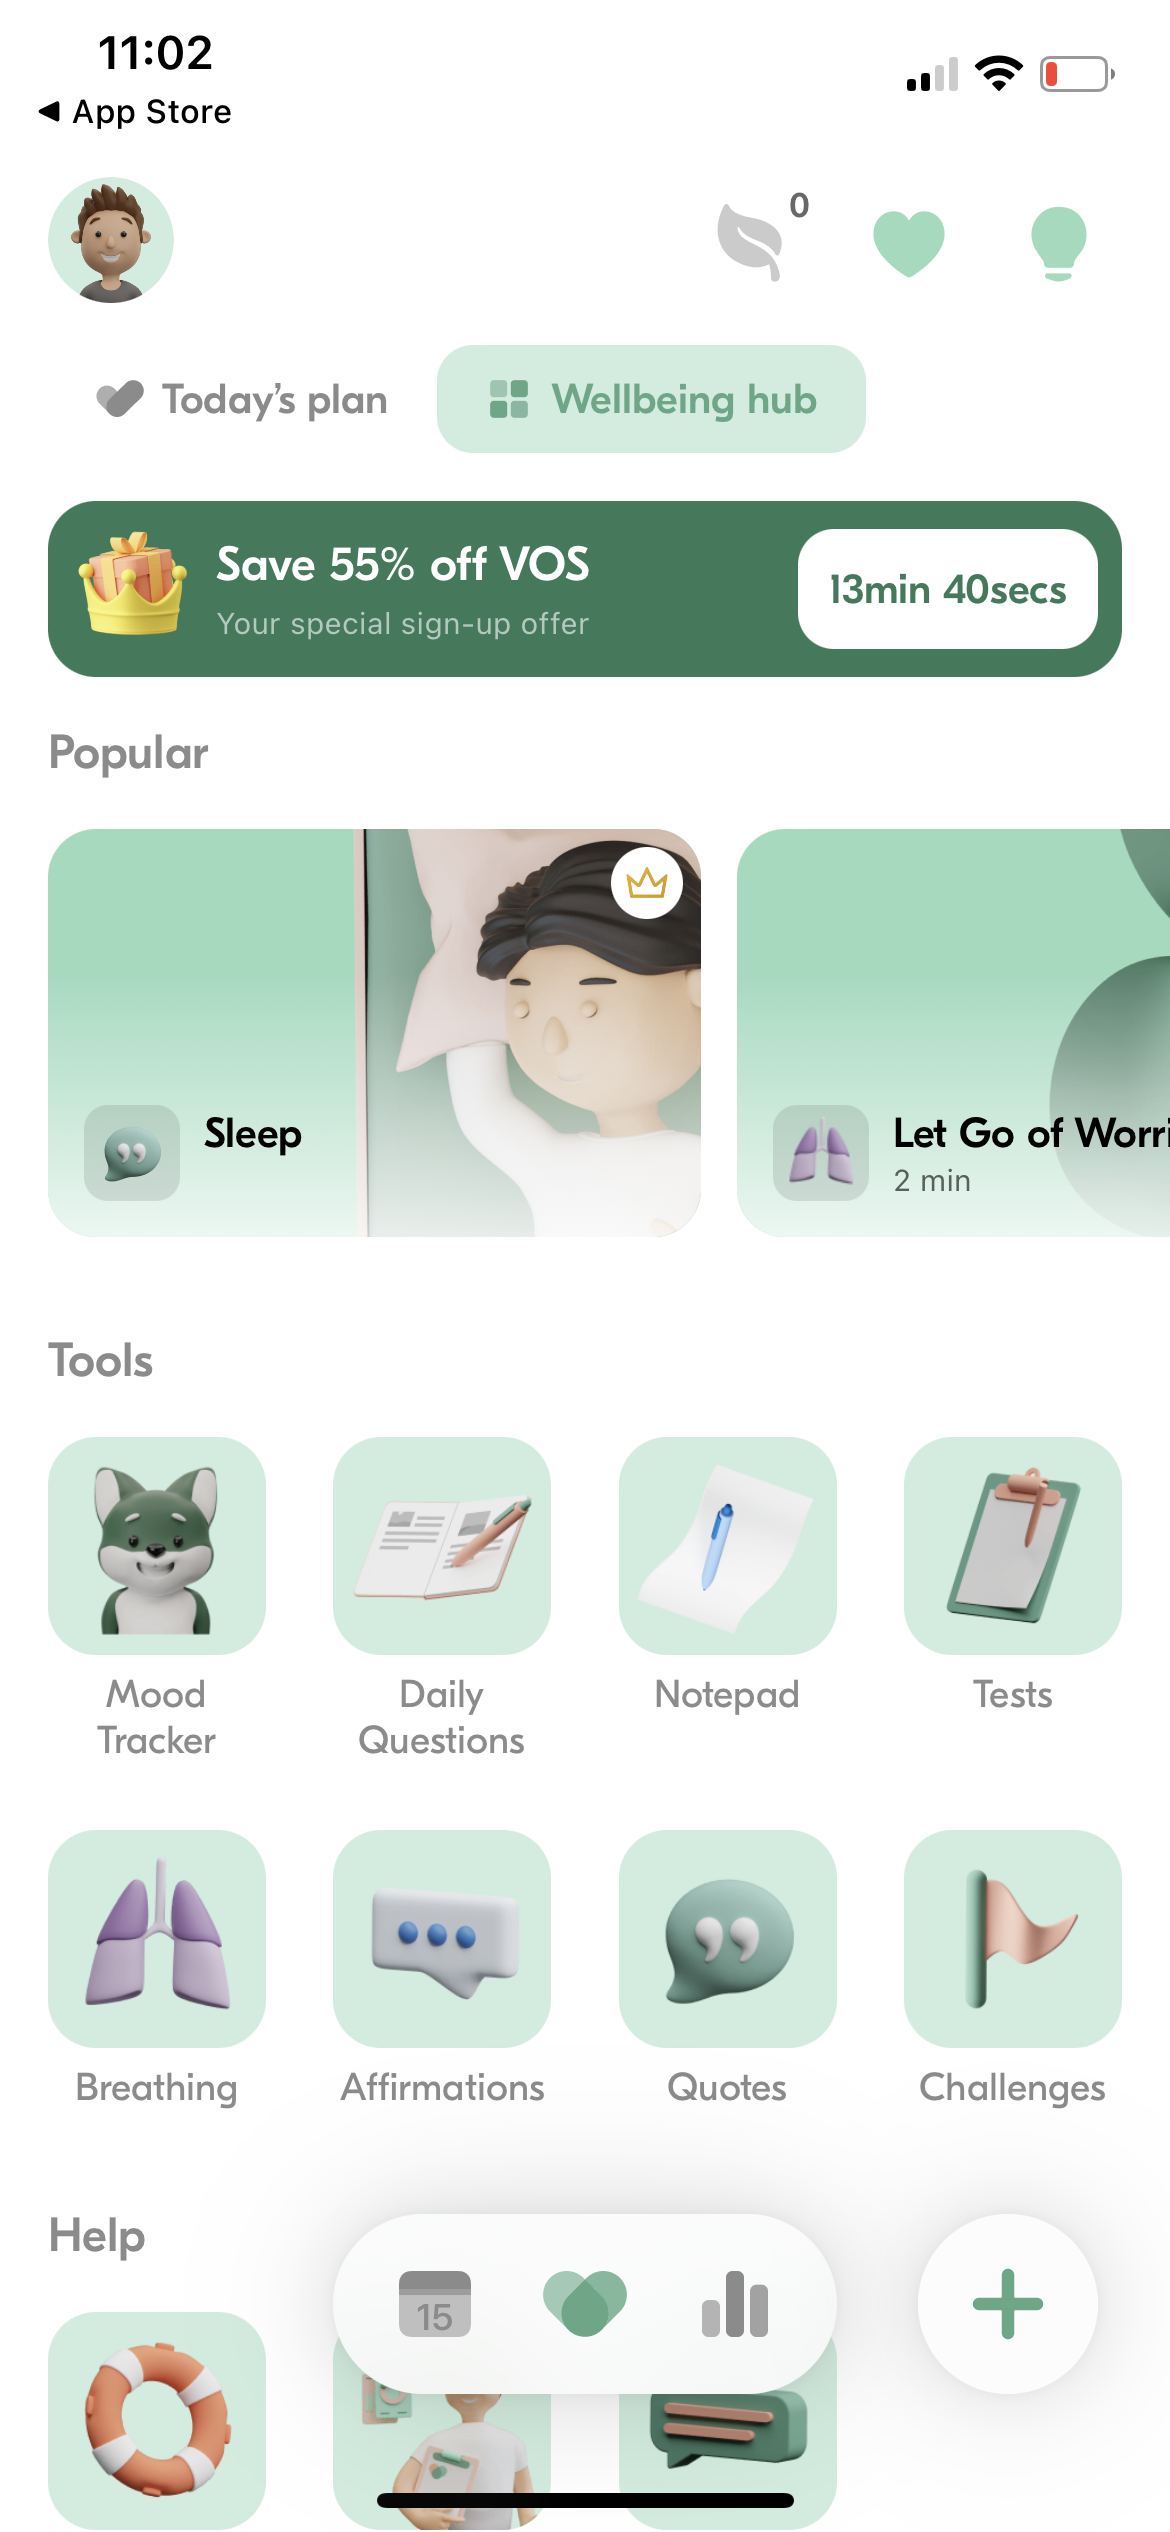 11:02
◀ App Store
0
Today's plan
Wellbeing hub
Save 55% off VOS
Your special sign-up offer
13min 40secs
Popular
Sleep
Let Go of Worri
2 min
Tools
Mood
Tracker
Daily
Questions
Notepad
Tests
Breathing
Affirmations
Quotes
Challenges
Help
15